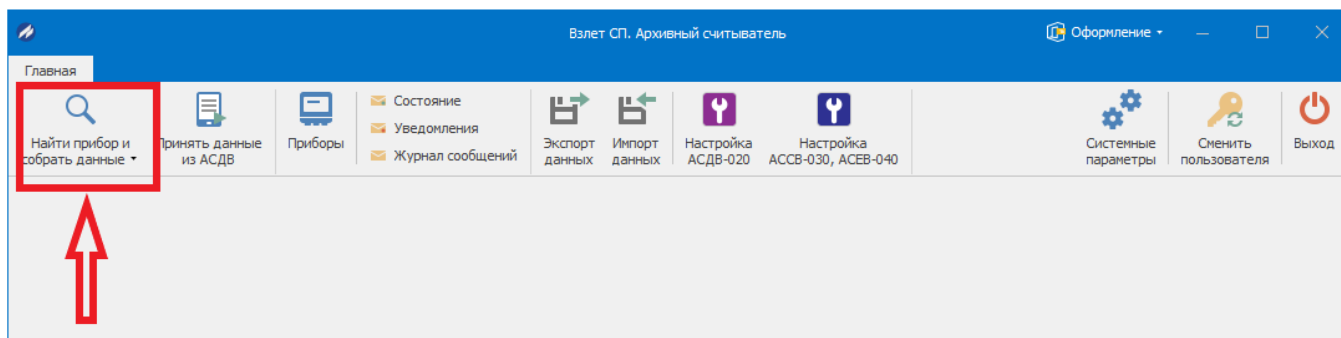 Взлет СП. Архивный считыватель
Оформление
Главная
Найти прибор и
собрать данные
Принять данные
из АСДВ
Приборы
Состояние
Уведомления
Журнал сообщений
Экспорт
данных
Импорт
данных
Настройка
АСДВ-020
Настройка
АССВ-030, АСЕВ-040
Системные
параметры
Сменить
пользователя
Выход